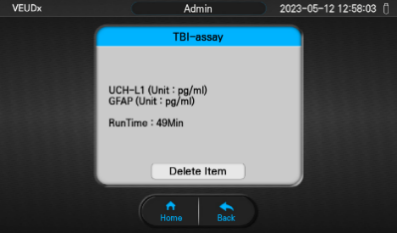 VEUDx
Admin
2023-05-12 12:58:03
TBI-assay
UCH-L1 (Unit : pg/ml)
GFAP (Unit : pg/ml)
RunTime : 49Min
Delete Item
Home
Back